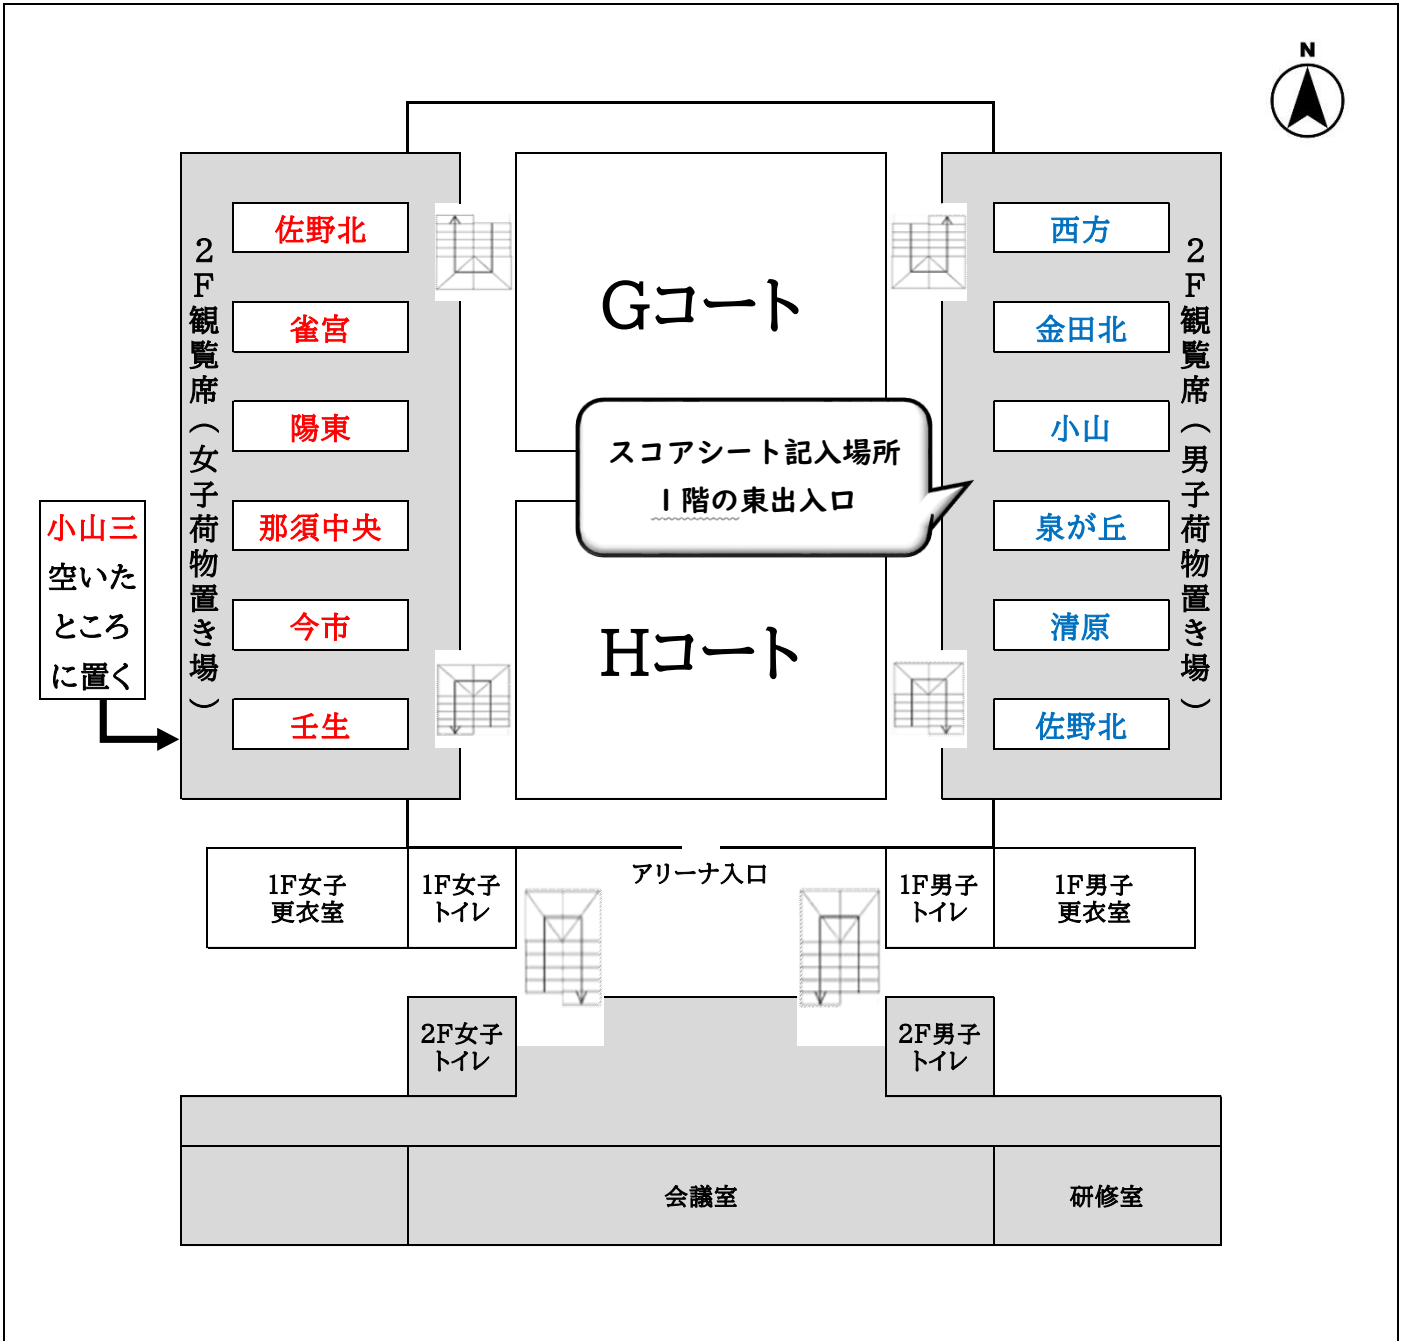 N
2F観覧席(女子荷物置き場)
佐野北
雀宮
陽東
那須中央
今市
壬生
小山三
空いた
ところ
に置く
Gコート
スコアシート記入場所
1階の東出入口
Hコート
西方
金田北
小山
泉が丘
清原
佐野北
2F観覧席(男子荷物置き場)
アリーナ入口
1F女子
更衣室
1F女子
トイレ
1F男子
トイレ
1F男子
更衣室
2F女子
トイレ
2F男子
トイレ
会議室
研修室